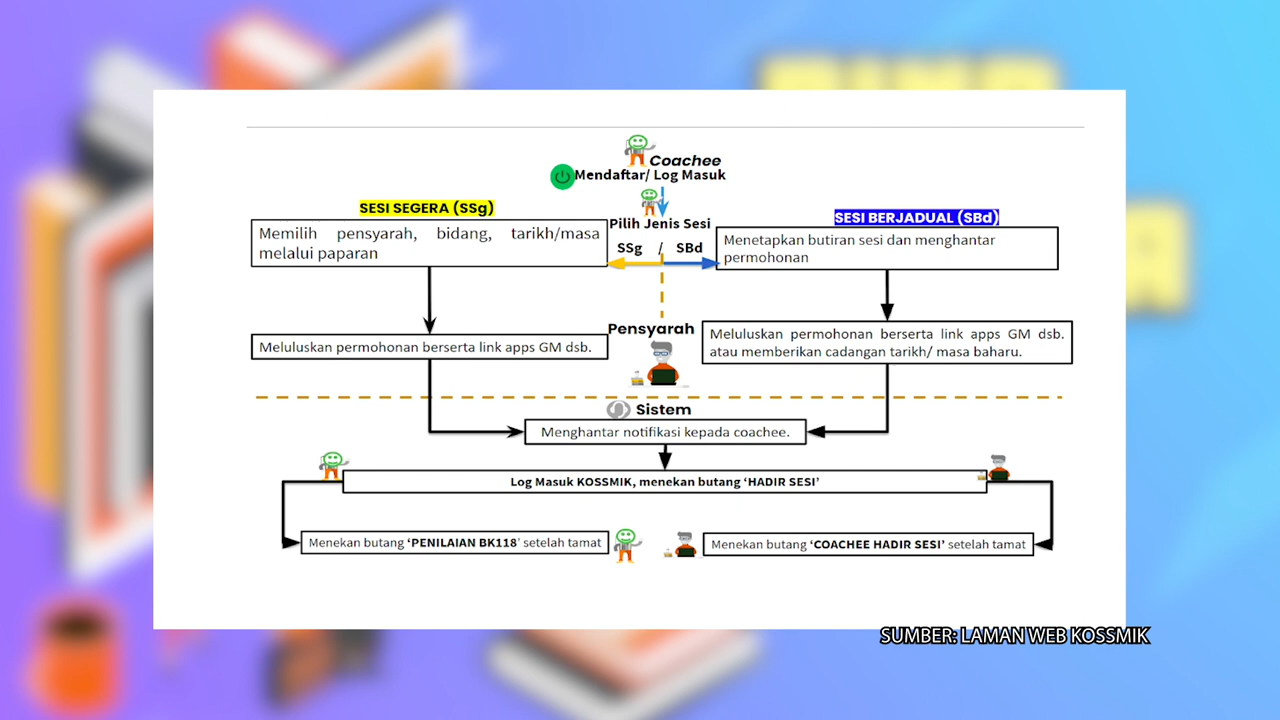 Coachee
Mendaftar/ Log Masuk
SESI SEGERA (SSg)
Memilih pensyarah, bidang, tarikh/masa
melalui paparan
Pilih Jenis Sesi
SSg / SBd
SESI BERJADUAL (SBd)
Menetapkan butiran sesi dan menghantar
permohonan
Meluluskan permohonan berserta link apps GM dsb.
Pensyarah
Meluluskan permohonan berserta link apps GM dsb.
atau memberikan cadangan tarikh/ masa baharu.
Sistem
Menghantar notifikasi kepada coachee.
Log Masuk KOSSMIK, menekan butang ‘HADIR SESI’
Menekan butang ‘PENILAIAN BK118’ setelah tamat
Menekan butang ‘COACHEE HADIR SESI’ setelah tamat
SUMBER: LAMAN WEB KOSSMIK